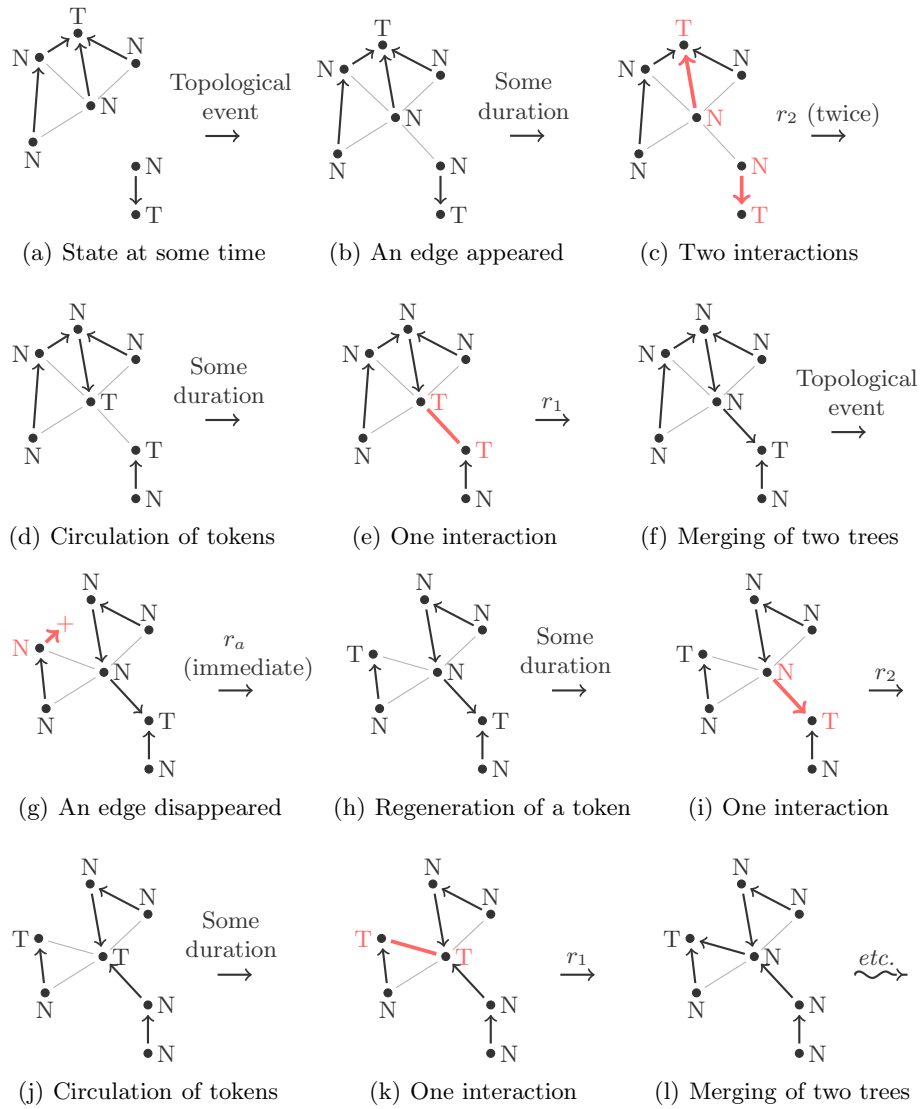 T
N N
N
N
Topological
event
N
T
(a) State at some time
T
N N
N
N
Some
duration
N
T
(b) An edge appeared
T
N N
N
N
r2 (twice)
N
T
(c) Two interactions
N
N N
T
N
Some
duration
T
N
(d) Circulation of tokens
N
N N
T
N
r1
T
N
(e) One interaction
N
N N
N
N
Topological
event
T
N
(f) Merging of two trees
N
N
N +
N
N
ra
(immediate)
T
N
(g) An edge disappeared
N
N
T
N
N
Some
duration
T
N
(h) Regeneration of a token
N
N
T
N
N
r2
T
N
(i) One interaction
N
N
T
T
N
Some
duration
N
N
(j) Circulation of tokens
N
N
T
T
N
r1
N
N
(k) One interaction
N
N
T
N
N
etc.
N
N
(l) Merging of two trees